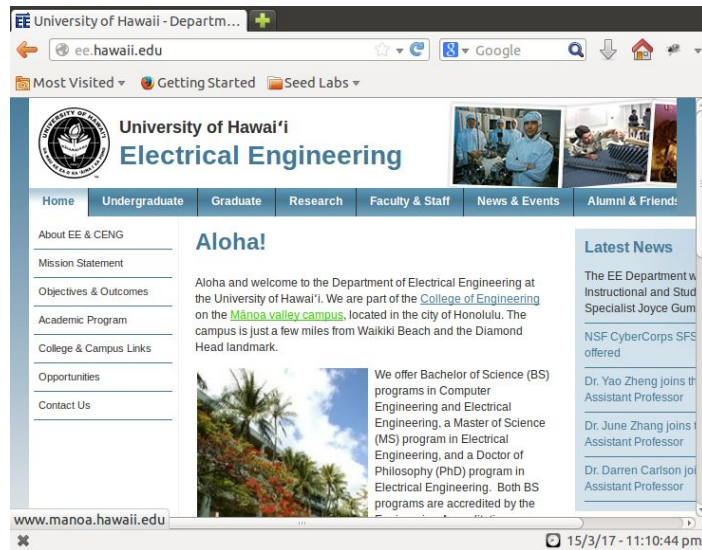 University of Hawaii - Departm...
ee.hawaii.edu
Google
Most Visited
Getting Started
Seed Labs
University of Hawaiʻi
Electrical Engineering
Home
Undergraduate
Graduate
Research
Faculty & Staff
News & Events
Alumni & Friends
About EE & CENG
Mission Statement
Objectives & Outcomes
Academic Program
College & Campus Links
Opportunities
Contact Us
Aloha!
Aloha and welcome to the Department of Electrical Engineering at
the University of Hawaiʻi. We are part of the College of Engineering
on the Mānoa valley campus, located in the city of Honolulu. The
campus is just a few miles from Waikiki Beach and the Diamond
Head landmark.
We offer Bachelor of Science (BS)
programs in Computer
Engineering and Electrical
Engineering, a Master of Science
(MS) program in Electrical
Engineering, and a Doctor of
Philosophy (PhD) program in
Electrical Engineering. Both BS
programs are accredited by the
Latest News
The EE Department
Instructional and
Specialist Joyce
NSF CyberCorps SFS
offered
Dr. Yao Zheng joins
Assistant Professor
Dr. June Zhang joins
Assistant Professor
Dr. Darren Carlson
Assistant Professor
www.manoa.hawaii.edu
15/3/17 - 11:10:44 pm